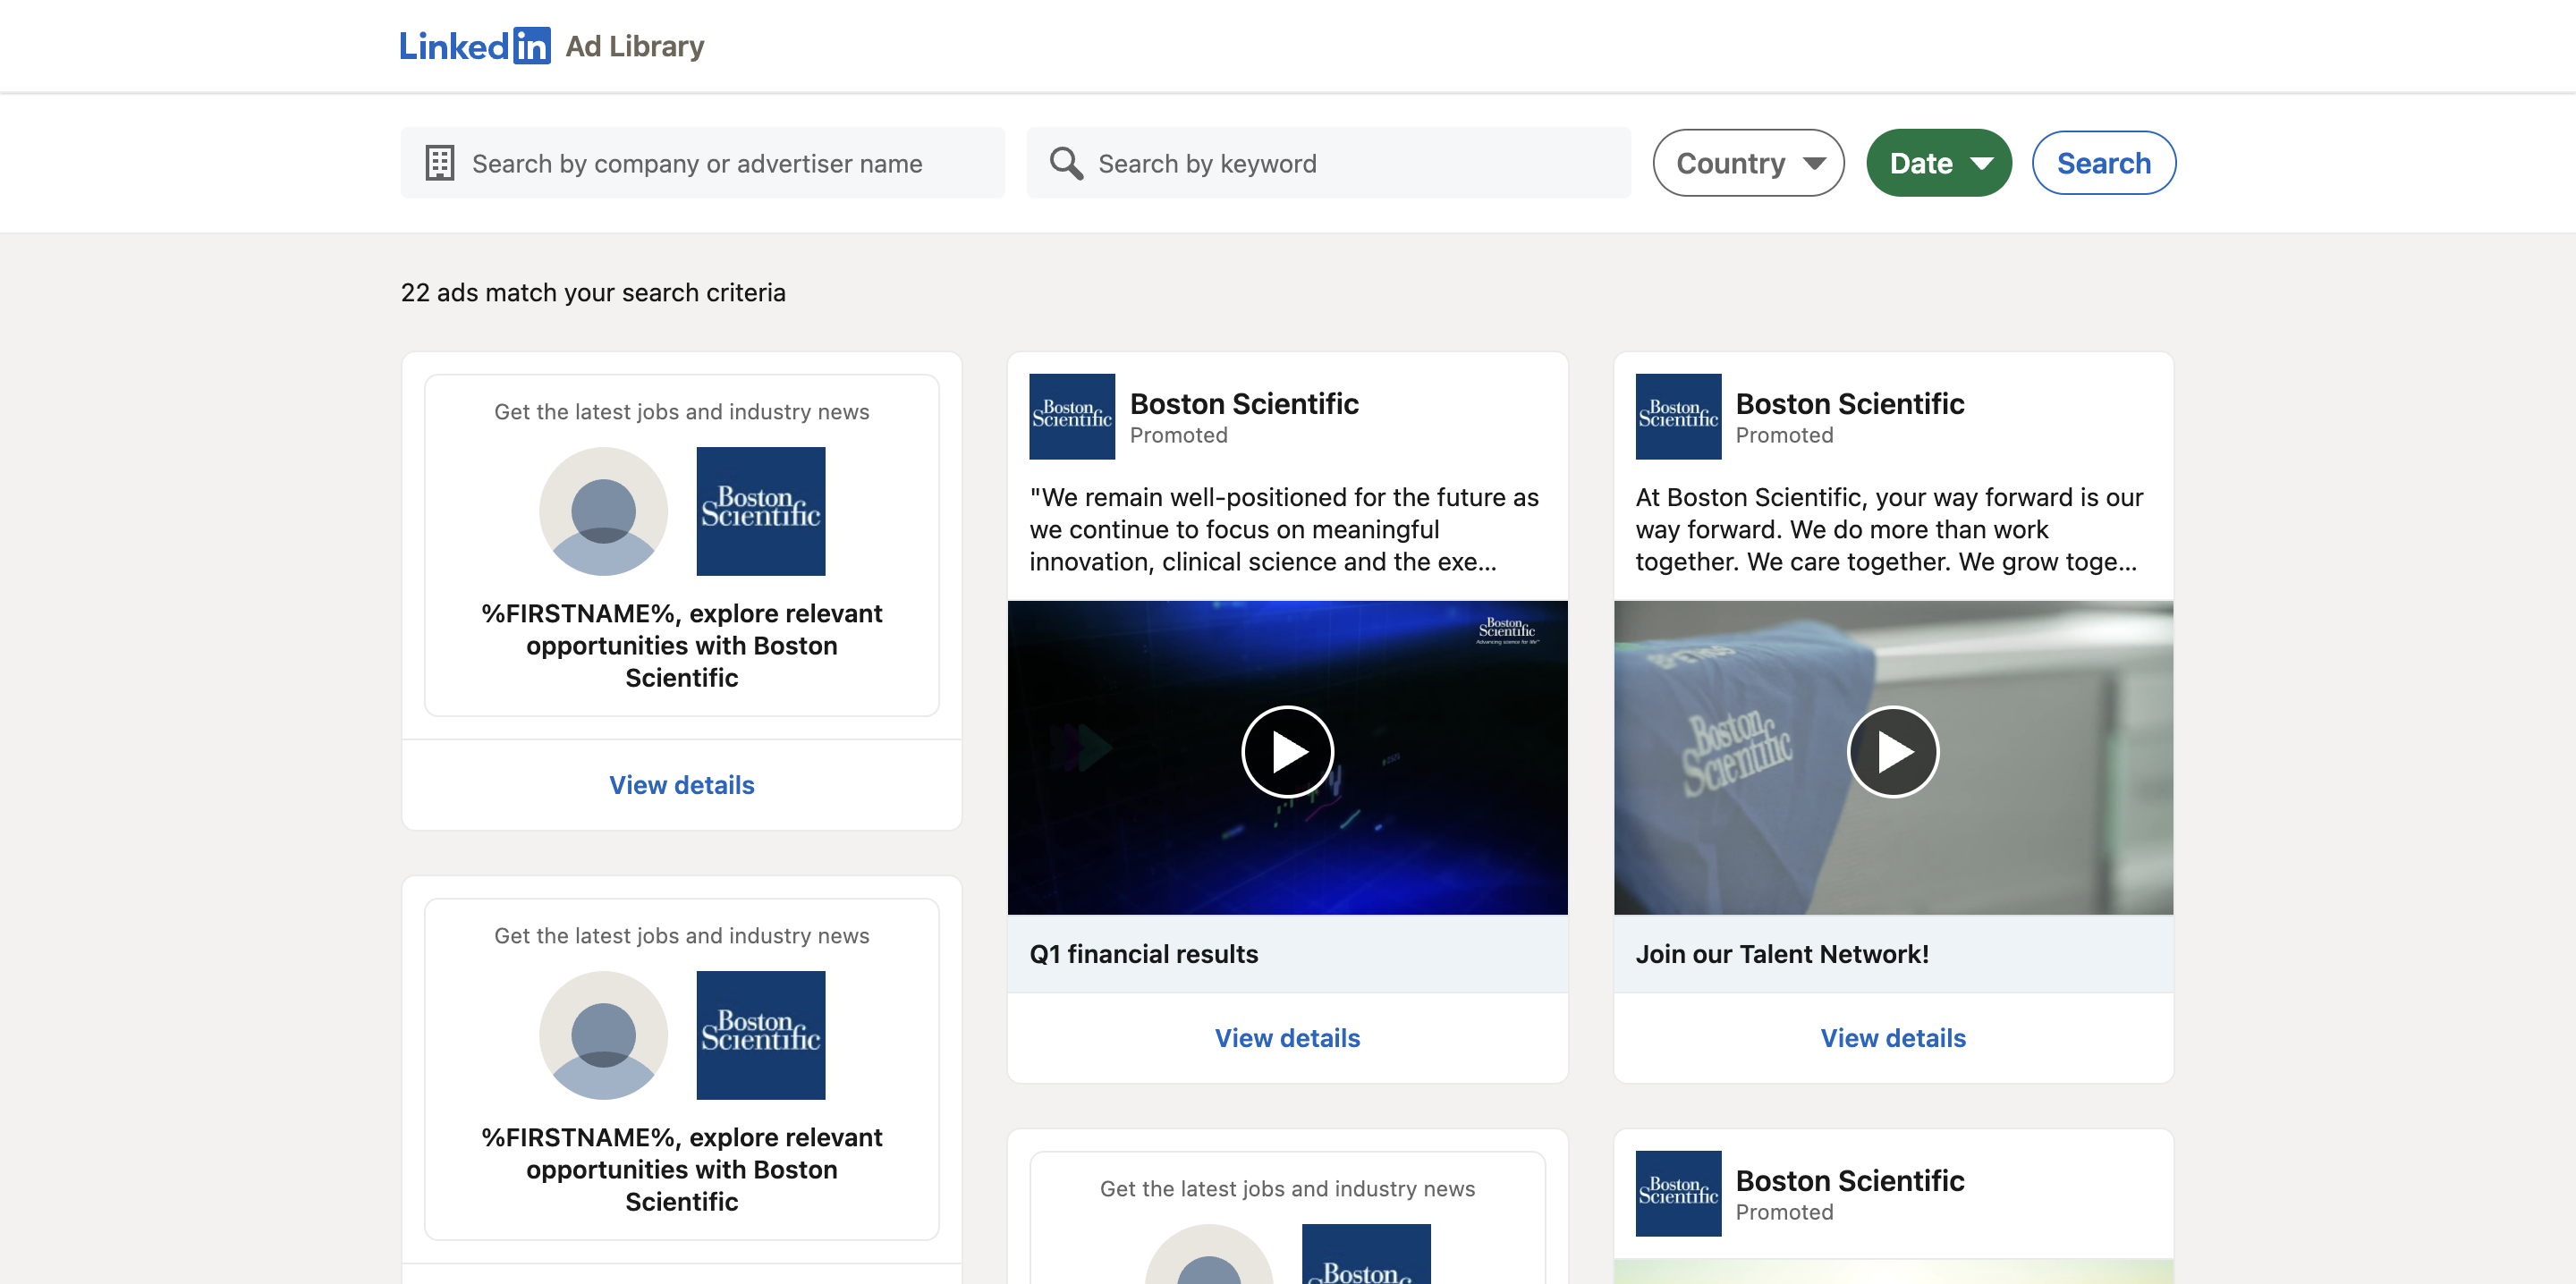 Linkedin Ad Library
Search by company or advertiser name
Search by keyword
Country
Date
Search
22 ads match your search criteria
Get the latest jobs and industry news
Boston
Scientific
%FIRSTNAME%, explore relevant
opportunities with Boston
Scientific
View details
Get the latest jobs and industry news
Boston
Scientific
%FIRSTNAME%, explore relevant
opportunities with Boston
Scientific
Boston
Scientific
Boston Scientific
Promoted
"We remain well-positioned for the future as
we continue to focus on meaningful
innovation, clinical science and the exe...
Boston
Scientific
Advancing science for life™
Q1 financial results
View details
Get the latest jobs and industry news
Boston
Boston
Scientific
Boston Scientific
Promoted
At Boston Scientific, your way forward is our
way forward. We do more than work
together. We care together. We grow toge...
Boston
Scientific
Join our Talent Network!
View details
Boston
Scientific
Boston Scientific
Promoted